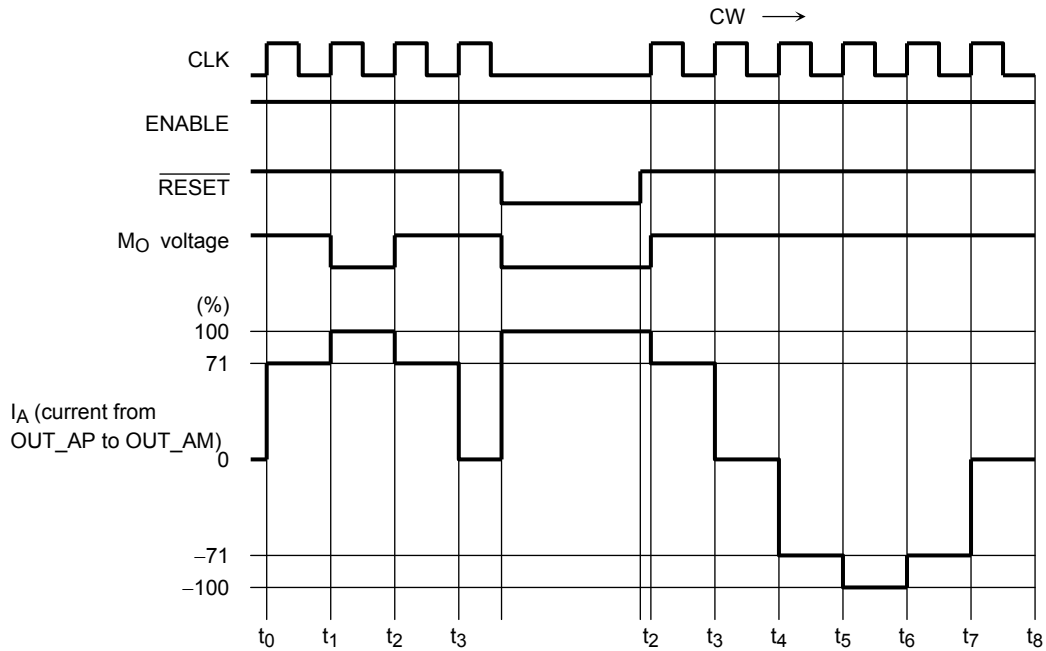 CW →
CLK
ENABLE
RESET
MO voltage
(%)
100
71
IA (current from
OUT_AP to OUT_AM)
0
−71
−100
t0 t1 t2 t3 t2 t3 t4 t5 t6 t7 t8